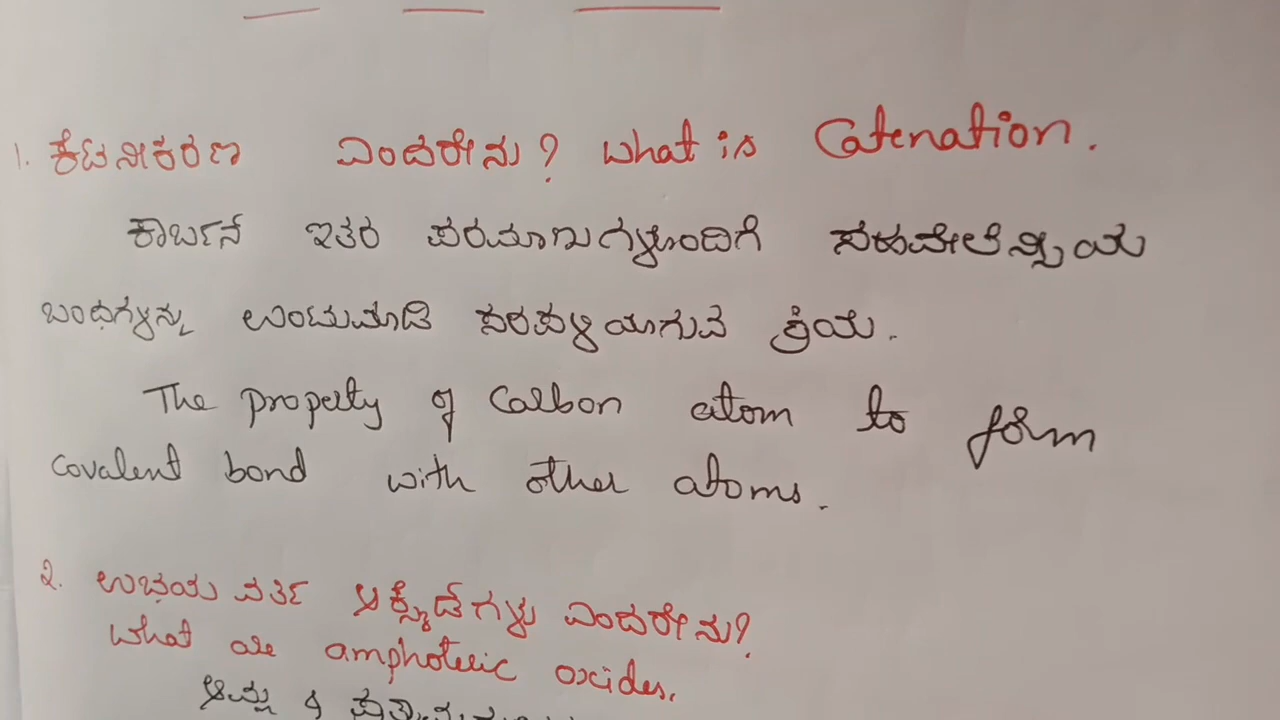 1. ಕೆಟನೀಕರಣ ಎಂದರೇನು? What is Catenation.
ಕಾರ್ಬನ್ ಇತರ ಪರಮಾಣುಗಳೊಂದಿಗೆ ಸಹವೇಲೆನ್ಸಿಯ
ಬಂಧಗಳನ್ನು ಉಂಟುಮಾಡಿ ಸರಪಳಿಯಾಗುವ ಕ್ರಿಯೆ.
The property of Carbon atom to form
covalent bond with other atoms.
2. ಉಭಯವರ್ತಿ ಆಕ್ಸೈಡ್‌ಗಳು ಎಂದರೇನು?
What are amphoteric oxides.
ಆಮ್ಲ &